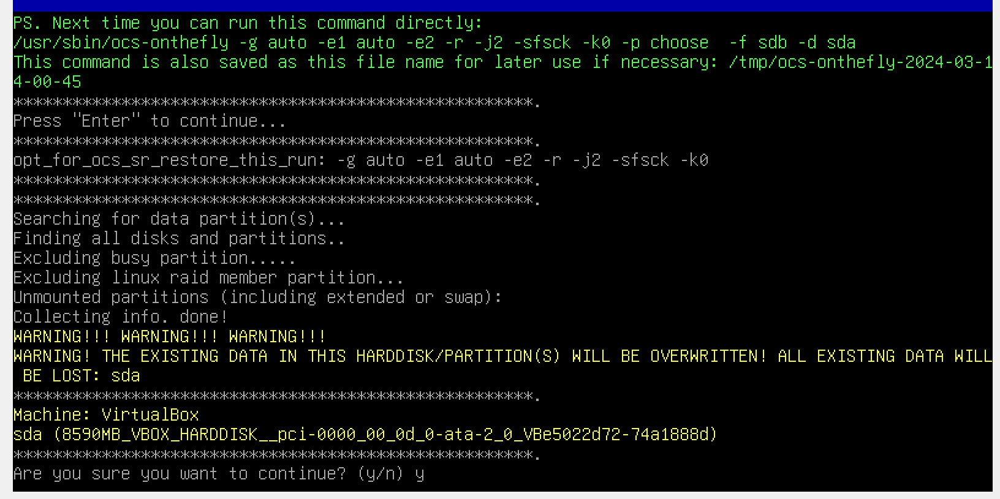 PS. Next time you can run this command directly:
/usr/sbin/ocs-onthefly -g auto -e1 auto -e2 -r -j2 -sfsck -k0 -p choose  -f sdb -d sda
This command is also saved as this file name for later use if necessary: /tmp/ocs-onthefly-2024-03-1
4-00-45
*****************************************************.
Press "Enter" to continue...
*****************************************************.
opt_for_ocs_sr_restore_this_run: -g auto -e1 auto -e2 -r -j2 -sfsck -k0
*****************************************************.
*****************************************************.
Searching for data partition(s)...
Finding all disks and partitions..
Excluding busy partition.....
Excluding linux raid member partition...
Unmounted partitions (including extended or swap):
Collecting info. done!
WARNING!!! WARNING!!! WARNING!!!
WARNING! THE EXISTING DATA IN THIS HARDDISK/PARTITION(S) WILL BE OVERWRITTEN! ALL EXISTING DATA WILL
 BE LOST: sda
*****************************************************.
Machine: VirtualBox
sda (8590MB_VBOX_HARDDISK__pci-0000_00_0d_0-ata-2_0_VBe5022d72-74a1888d)
*****************************************************.
Are you sure you want to continue? (y/n) y